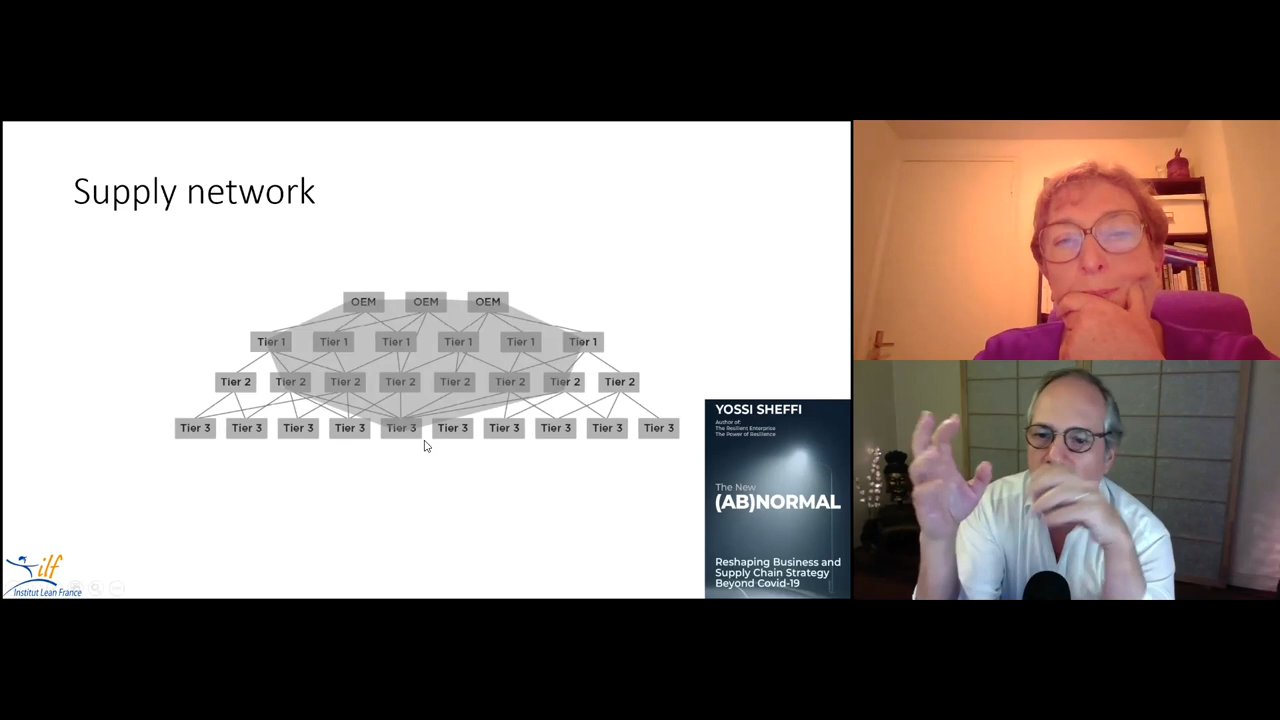 Supply network
OEM OEM OEM
Tier 1 Tier 1 Tier 1 Tier 1 Tier 1 Tier 1
Tier 2 Tier 2 Tier 2 Tier 2 Tier 2 Tier 2 Tier 2 Tier 2
Tier 3 Tier 3 Tier 3 Tier 3 Tier 3 Tier 3 Tier 3 Tier 3 Tier 3 Tier 3
YOSSI SHEFFI
Author of:
The Resilient Enterprise
The Power of Resilience
The New
(AB)NORMAL
Reshaping Business and
Supply Chain Strategy
Beyond Covid-19
ilf
Institut Lean France